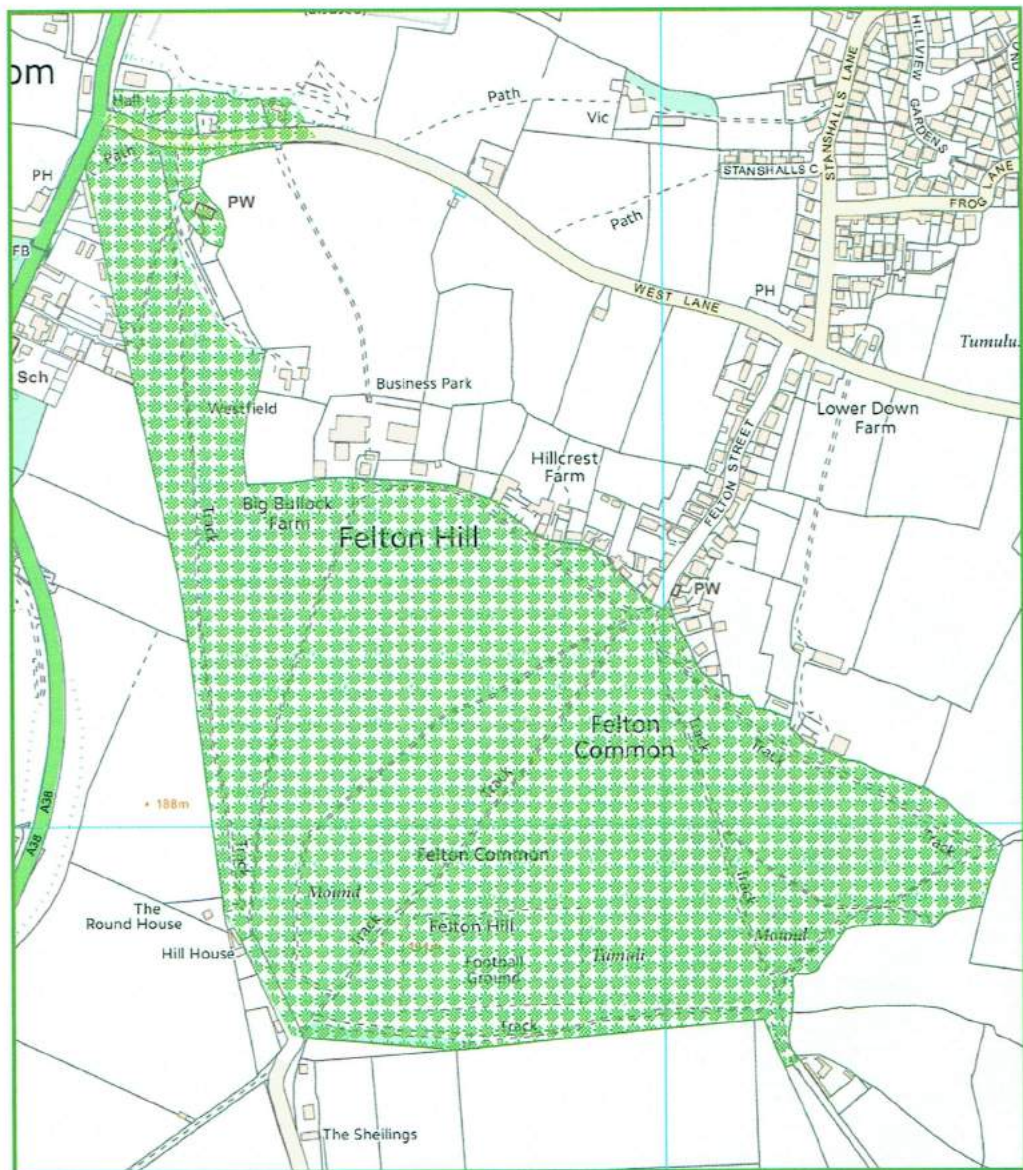 om
Hall
Path
PH
FB
Sch
PW
Path
Vic
Path
STANSHALLS C
STANSHALLS LANE
HILLVIEW
GARDENS
FROG LANE
WEST LANE
PH
Tumulu
Lower Down
Farm
Business Park
Westfield
Hillcrest
Farm
FELTON STREET
Big Bullock
Farm
Felton Hill
Track
PW
Felton
Common
Track
Track
Track
Track
188m
A38
A38
Track
Felton Common
Mound
Track
The
Round House
Hill House
Track
Felton Hill
Football
Ground
Tumuli
Mound
Track
The Sheilings